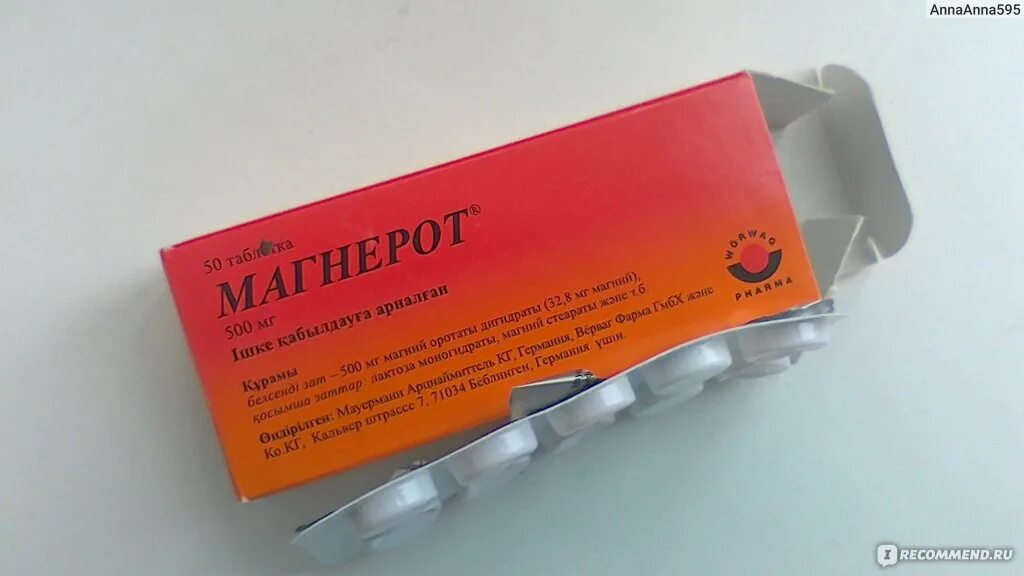 AnnaAnna595
50 таблетка
МАГНЕРОТ®
500 мг
Ішке қабылдауға арналған
Құрамы
белсенді зат – 500 мг магний оротаты дигидраты (32,8 мг магний),
қосымша заттар: лактоза моногидраты, магний стеараты және т.б.
Өндірілген: Мауерманн Арцнаймиттель КГ, Германия, Вёрваг Фарма ГмбХ және
Ко.КГ, Кальвер штрассе 7, 71034 Бёблинген, Германия үшін.
WÖRWAG
PHARMA
IRECOMMEND.RU